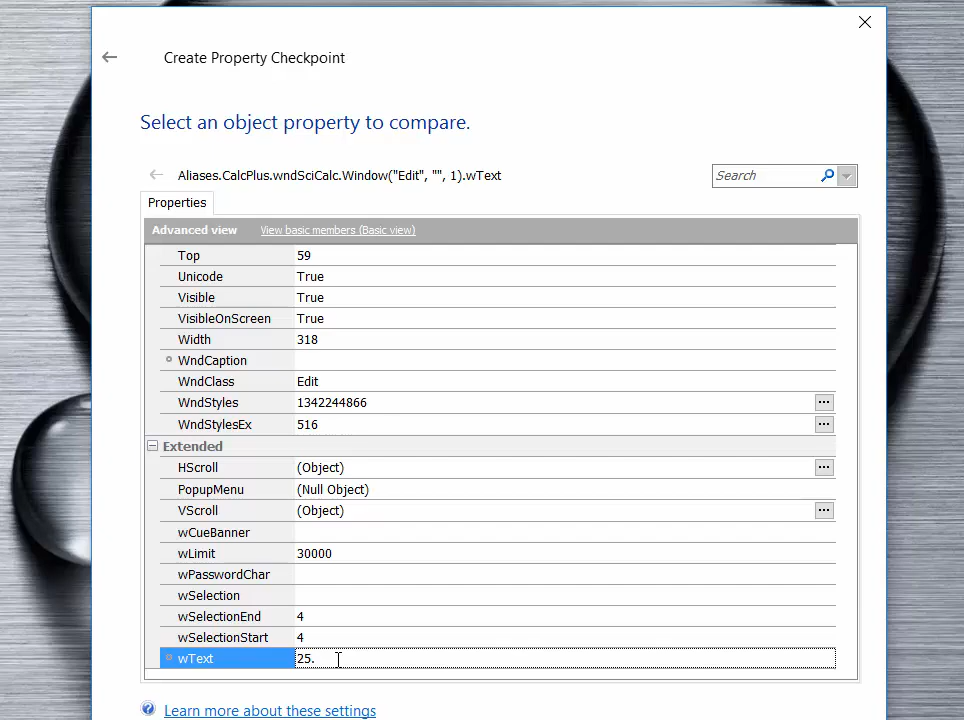 Create Property Checkpoint
Select an object property to compare.
Aliases.CalcPlus.wndSciCalc.Window("Edit", "", 1).wText
Search
Properties
Advanced view View basic members (Basic view)
Top 59
Unicode True
Visible True
VisibleOnScreen True
Width 318
WndCaption
WndClass Edit
WndStyles 1342244866 ...
WndStylesEx 516 ...
Extended
HScroll (Object) ...
PopupMenu (Null Object)
VScroll (Object) ...
wCueBanner
wLimit 30000
wPasswordChar
wSelection
wSelectionEnd 4
wSelectionStart 4
wText 25.
Learn more about these settings